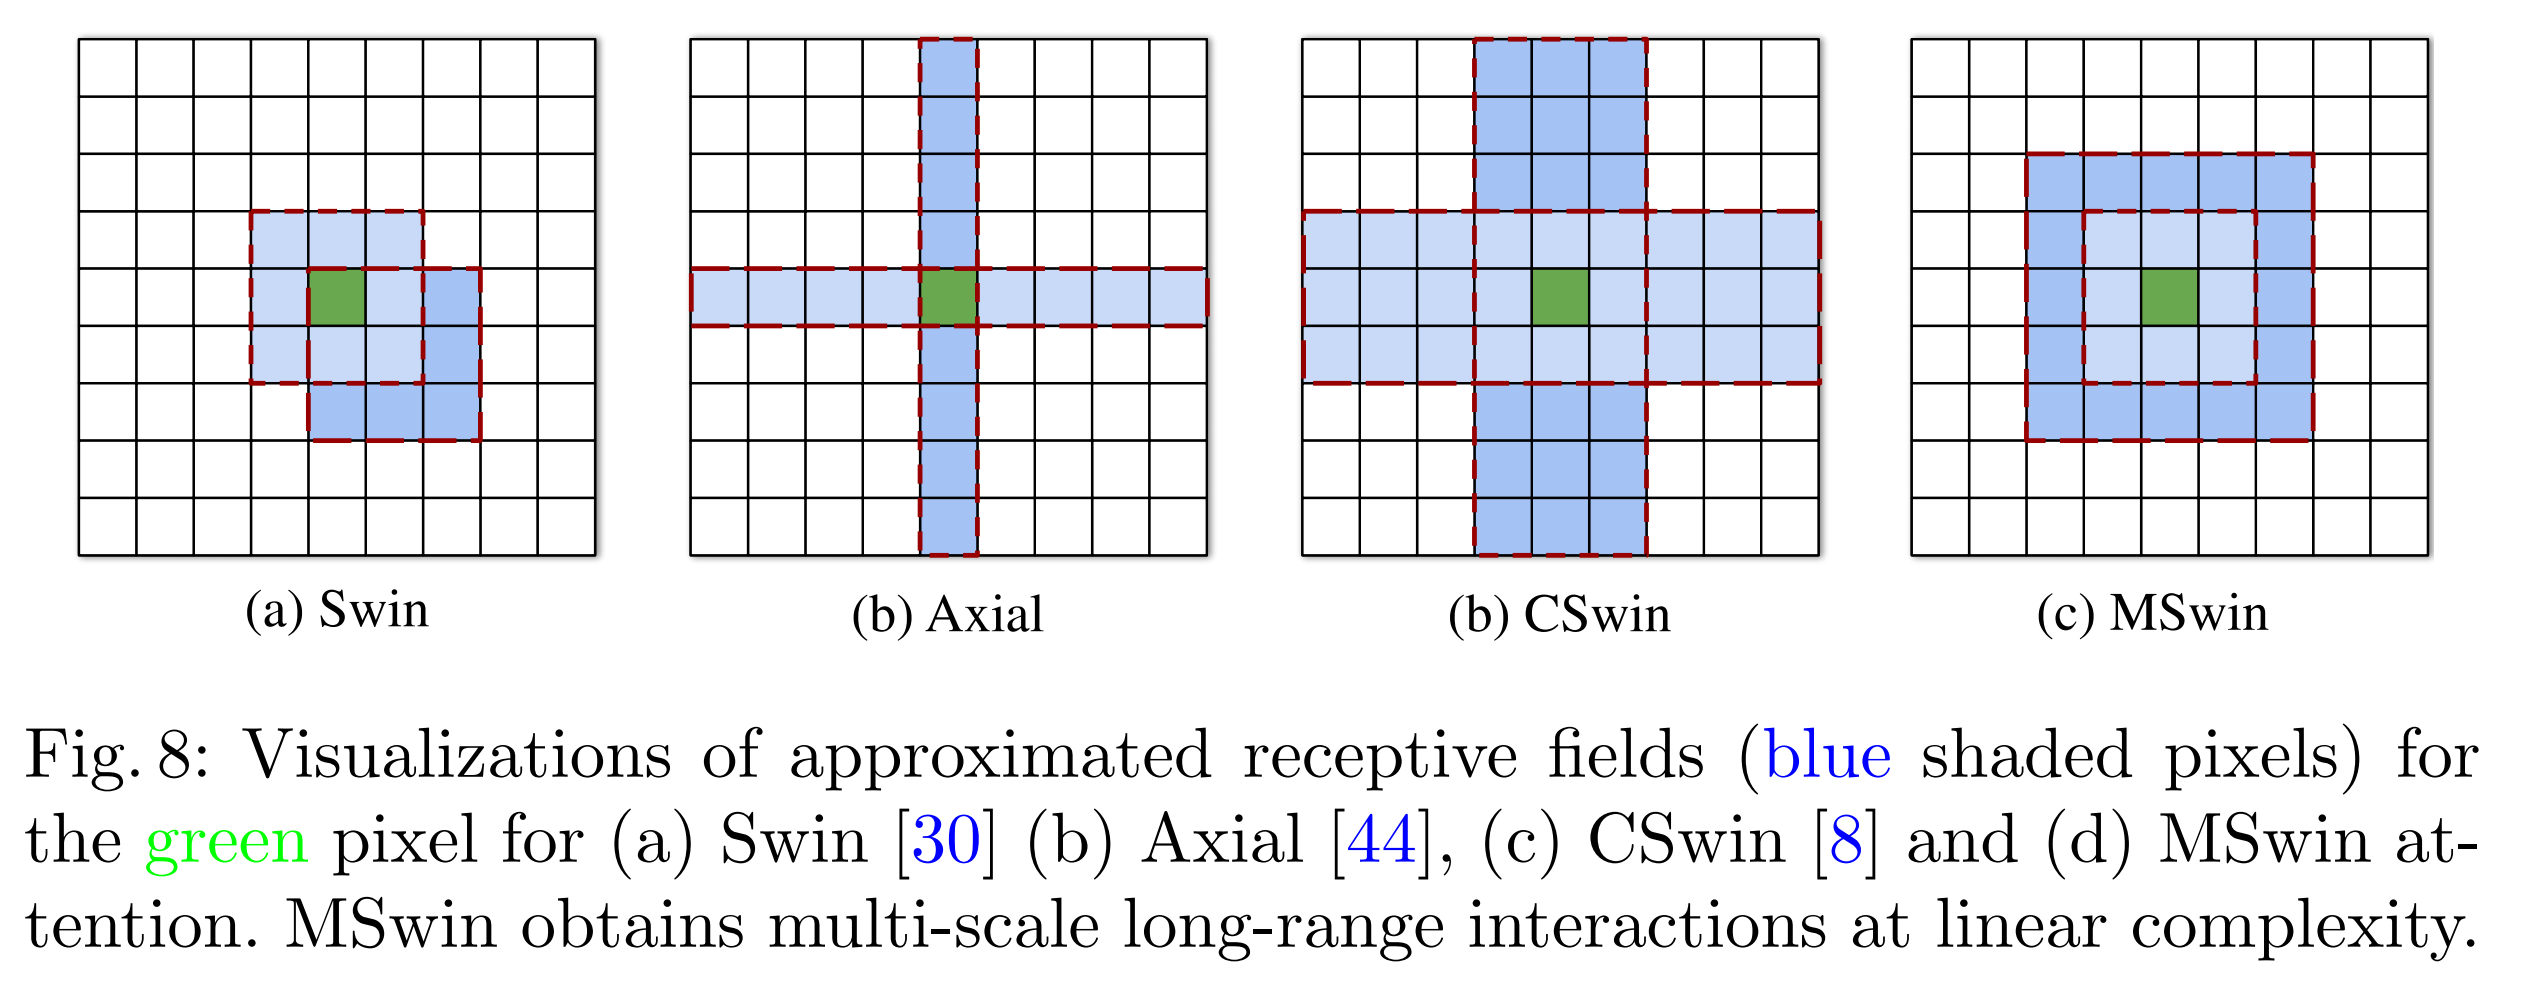 (a) Swin
(b) Axial
(b) CSwin
(c) MSwin
Fig. 8: Visualizations of approximated receptive fields (blue shaded pixels) for
the green pixel for (a) Swin [30] (b) Axial [44], (c) CSwin [8] and (d) MSwin at-
tention. MSwin obtains multi-scale long-range interactions at linear complexity.